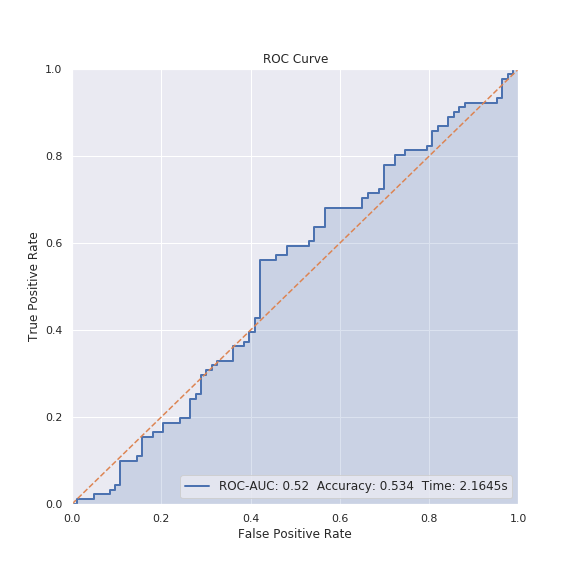 ROC Curve
1.0
0.8
0.6
0.4
0.2
0.0
True Positive Rate
ROC-AUC: 0.52  Accuracy: 0.534  Time: 2.1645s
0.0 0.2 0.4 0.6 0.8 1.0
False Positive Rate